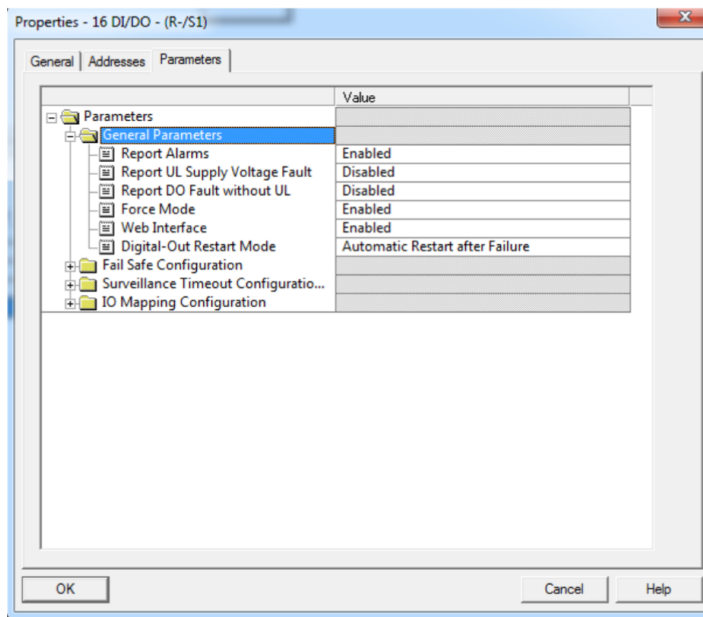 Properties - 16 DI/DO - (R-/S1)
General Addresses Parameters
Value
Parameters
General Parameters
Report Alarms Enabled
Report UL Supply Voltage Fault Disabled
Report DO Fault without UL Disabled
Force Mode Enabled
Web Interface Enabled
Digital-Out Restart Mode Automatic Restart after Failure
Fail Safe Configuration
Surveillance Timeout Configuratio...
IO Mapping Configuration
OK Cancel Help